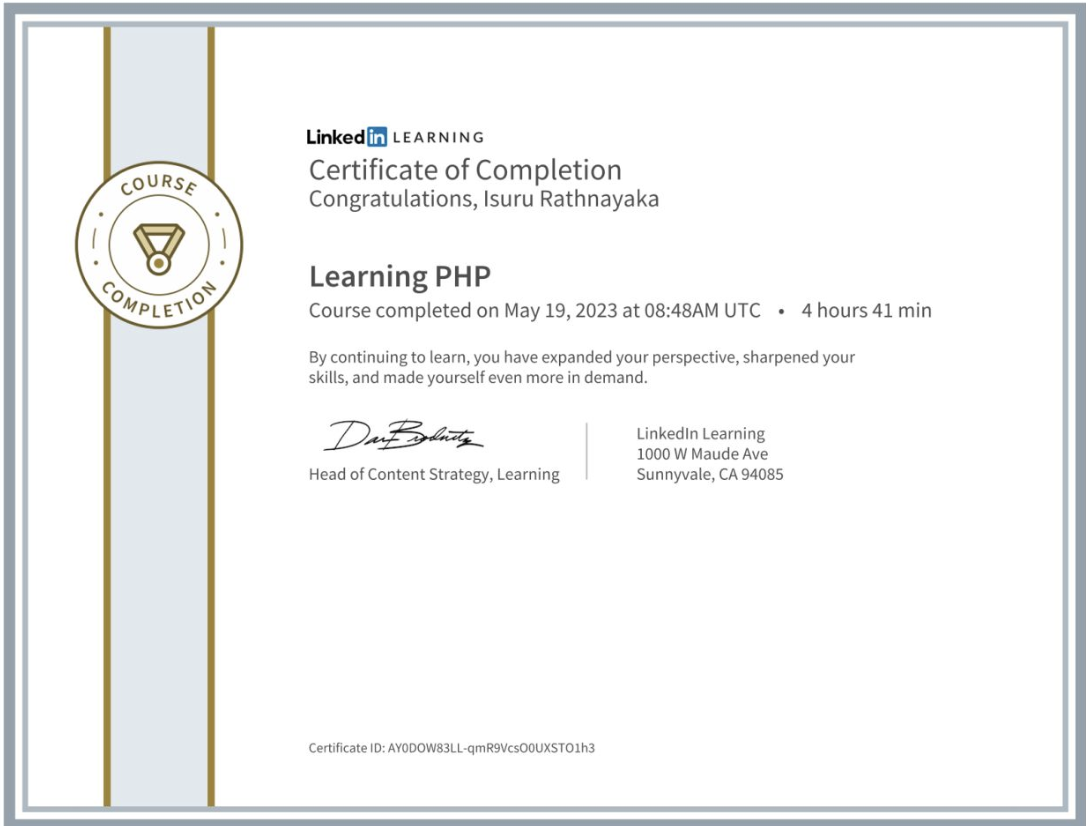 COURSE
COMPLETION
Linked in LEARNING
Certificate of Completion
Congratulations, Isuru Rathnayaka
Learning PHP
Course completed on May 19, 2023 at 08:48AM UTC • 4 hours 41 min
By continuing to learn, you have expanded your perspective, sharpened your
skills, and made yourself even more in demand.
Head of Content Strategy, Learning
LinkedIn Learning
1000 W Maude Ave
Sunnyvale, CA 94085
Certificate ID: AY0DOW83LL-qmR9VcsO0UXSTO1h3